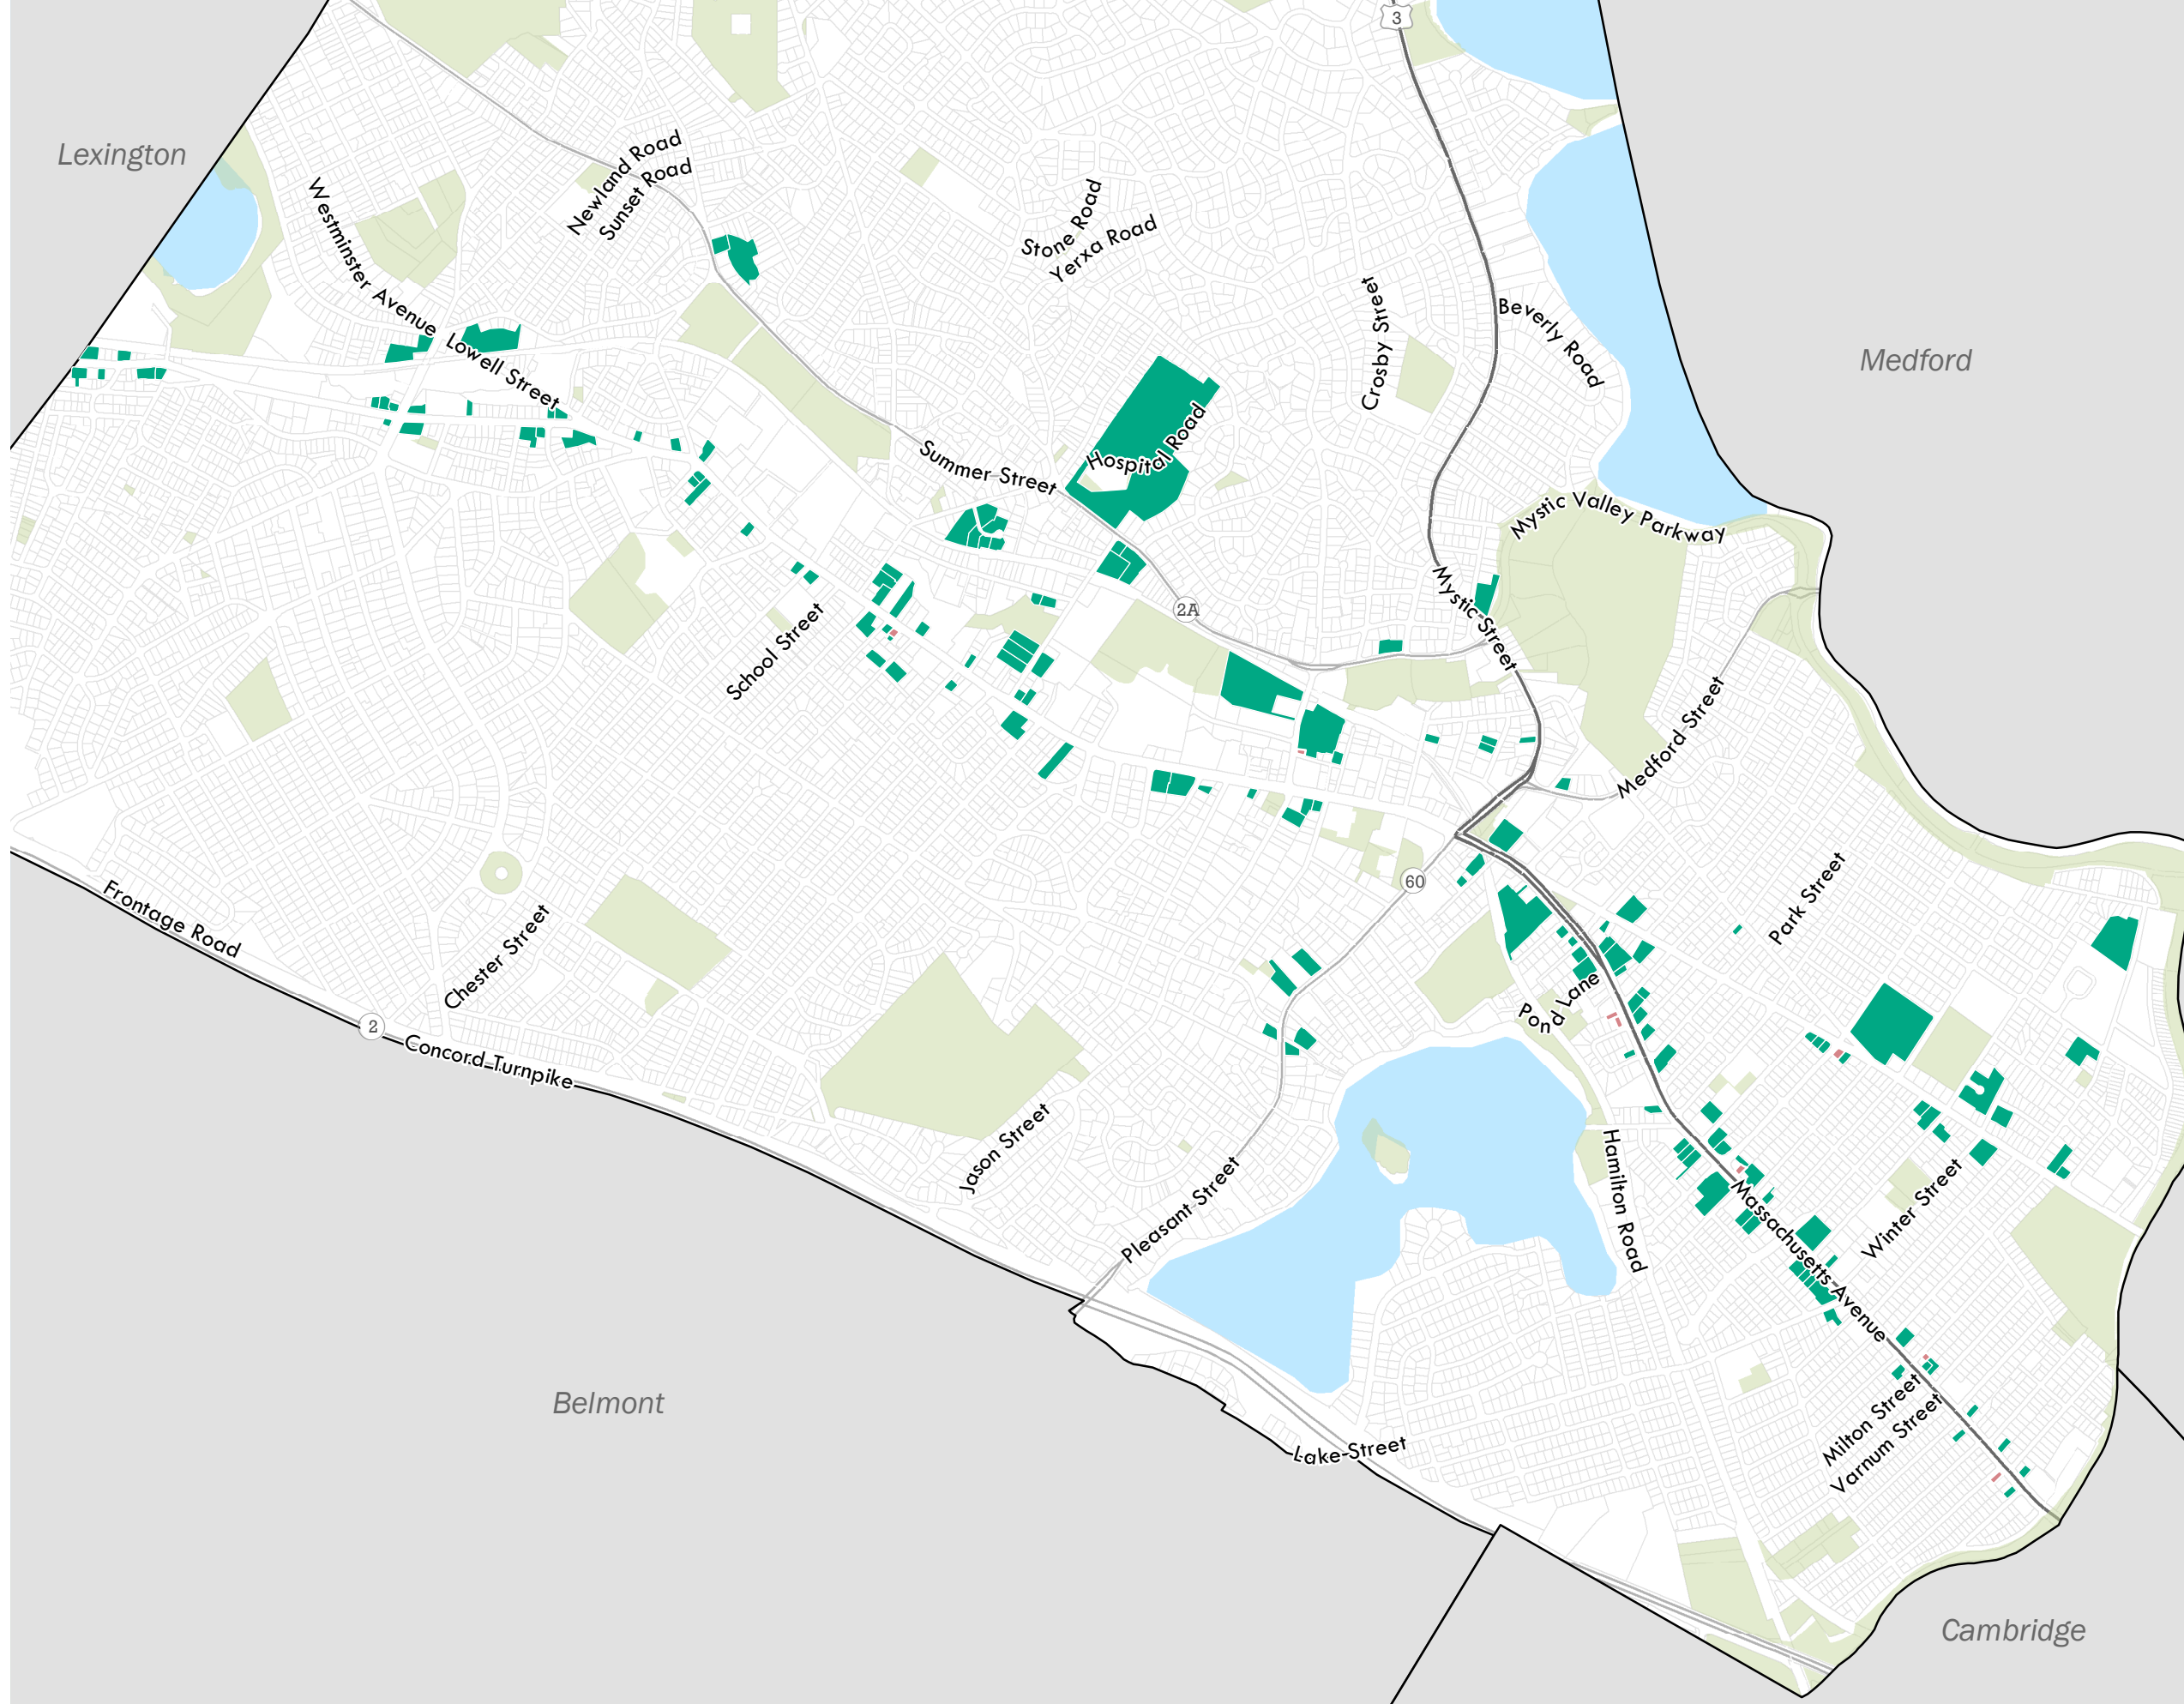 3
Lexington
Newland Road
Sunset Road
Westminster Avenue
Stone Road
Yerxa Road
Crosby Street
Beverly Road
Medford
Lowell Street
Hospital Road
Summer Street
Mystic Valley Parkway
Mystic Street
2A
School Street
Medford Street
60
Park Street
Frontage Road
Chester Street
Pond Lane
2
Concord Turnpike
Jason Street
Pleasant Street
Hamilton Road
Massachusetts Avenue
Winter Street
Belmont
Milton Street
Varnum Street
Lake Street
Cambridge